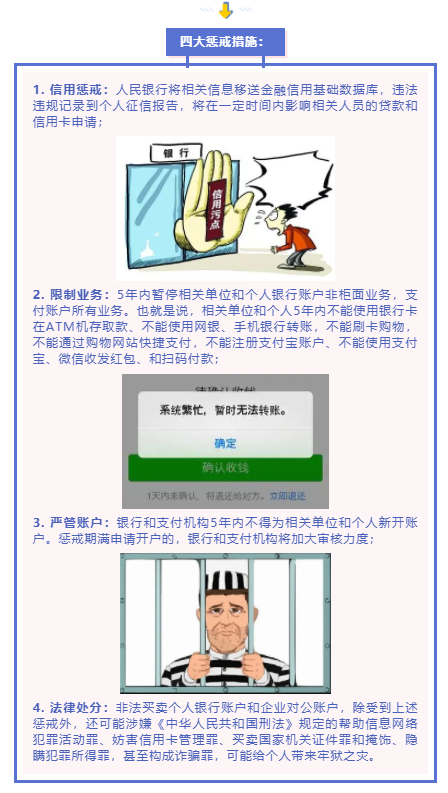 四大惩戒措施：
1. 信用惩戒：人民银行将相关信息移送金融信用基础数据库，违法
违规记录到个人征信报告，将在一定时间内影响相关人员的贷款和
信用卡申请；
银行
信用污点
2. 限制业务：5年内暂停相关单位和个人银行账户非柜面业务，支
付账户所有业务。也就是说，相关单位和个人5年内不能使用银行卡
在ATM机存取款、不能使用网银、手机银行转账，不能刷卡购物，
不能通过购物网站快捷支付，不能注册支付宝账户、不能使用支付
宝、微信收发红包、和扫码付款；
待确认收钱
系统繁忙，暂时无法转账。
确定
确认收钱
1天内未确认，将退还给对方。立即退还
3. 严管账户：银行和支付机构5年内不得为相关单位和个人新开账
户。惩戒期满申请开户的，银行和支付机构将加大审核力度；
4. 法律处分：非法买卖个人银行账户和企业对公账户，除受到上述
惩戒外，还可能涉嫌《中华人民共和国刑法》规定的帮助信息网络
犯罪活动罪、妨害信用卡管理罪、买卖国家机关证件罪和掩饰、隐
瞒犯罪所得罪，甚至构成诈骗罪，可能给个人带来牢狱之灾。